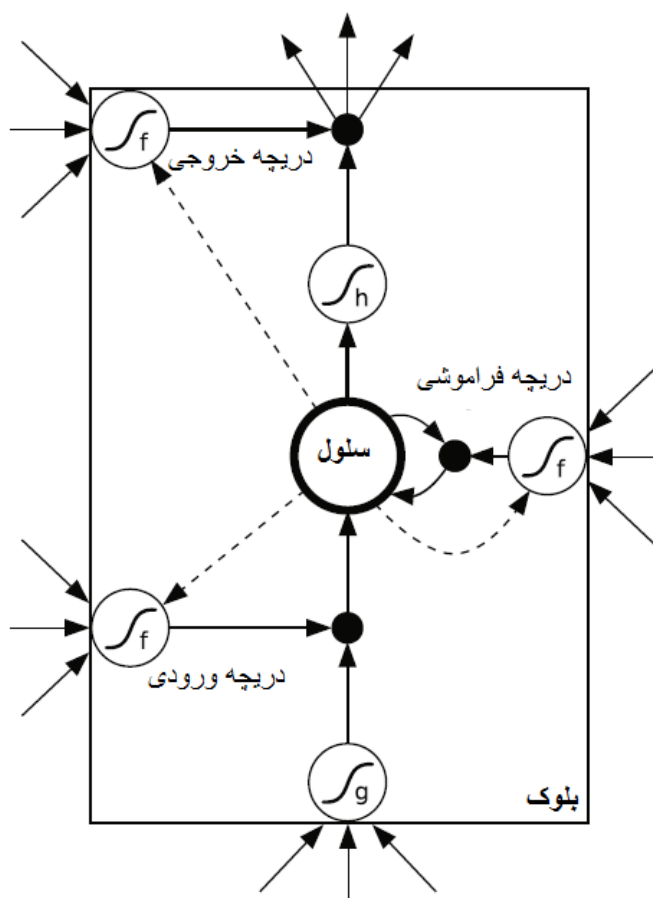 f
دریچه خروجی
h
دریچه فراموشی
سلول
f
f
دریچه ورودی
g
بلوک